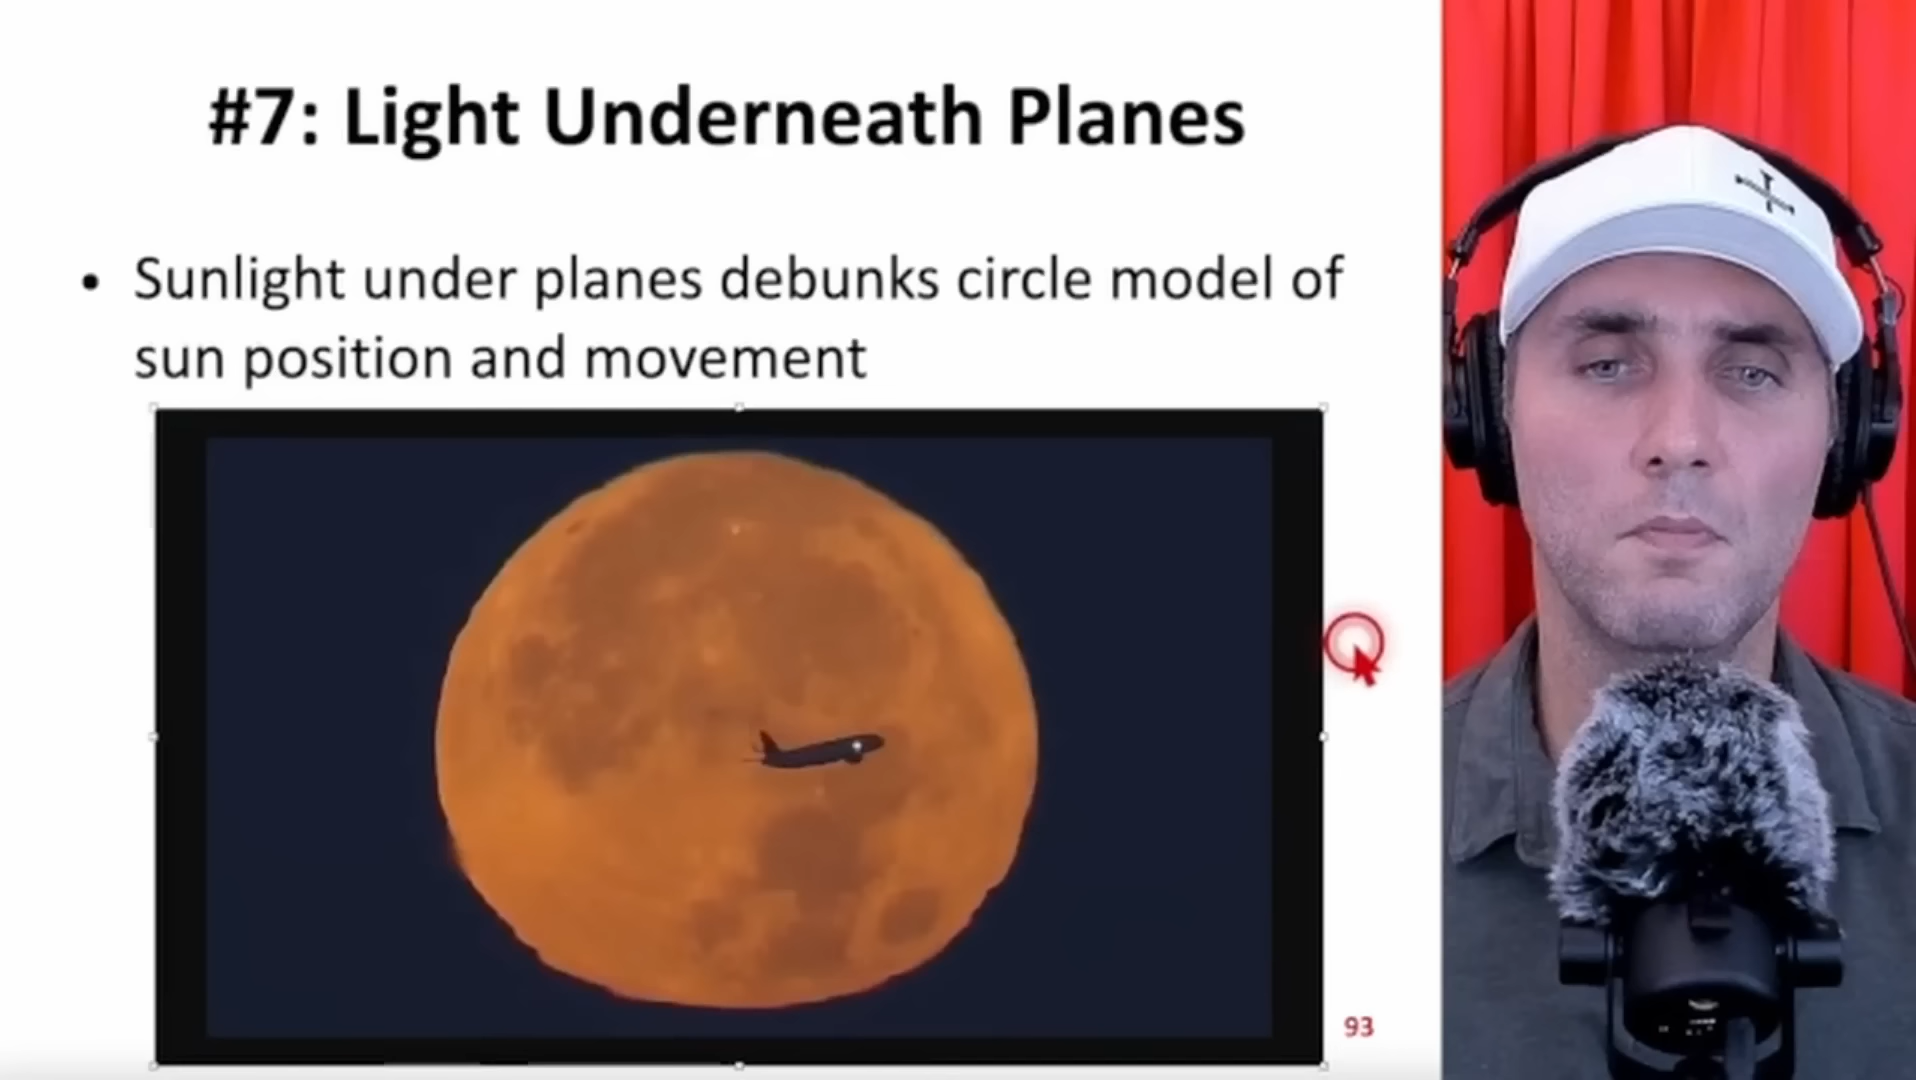 #7: Light Underneath Planes
• Sunlight under planes debunks circle model of
sun position and movement
93